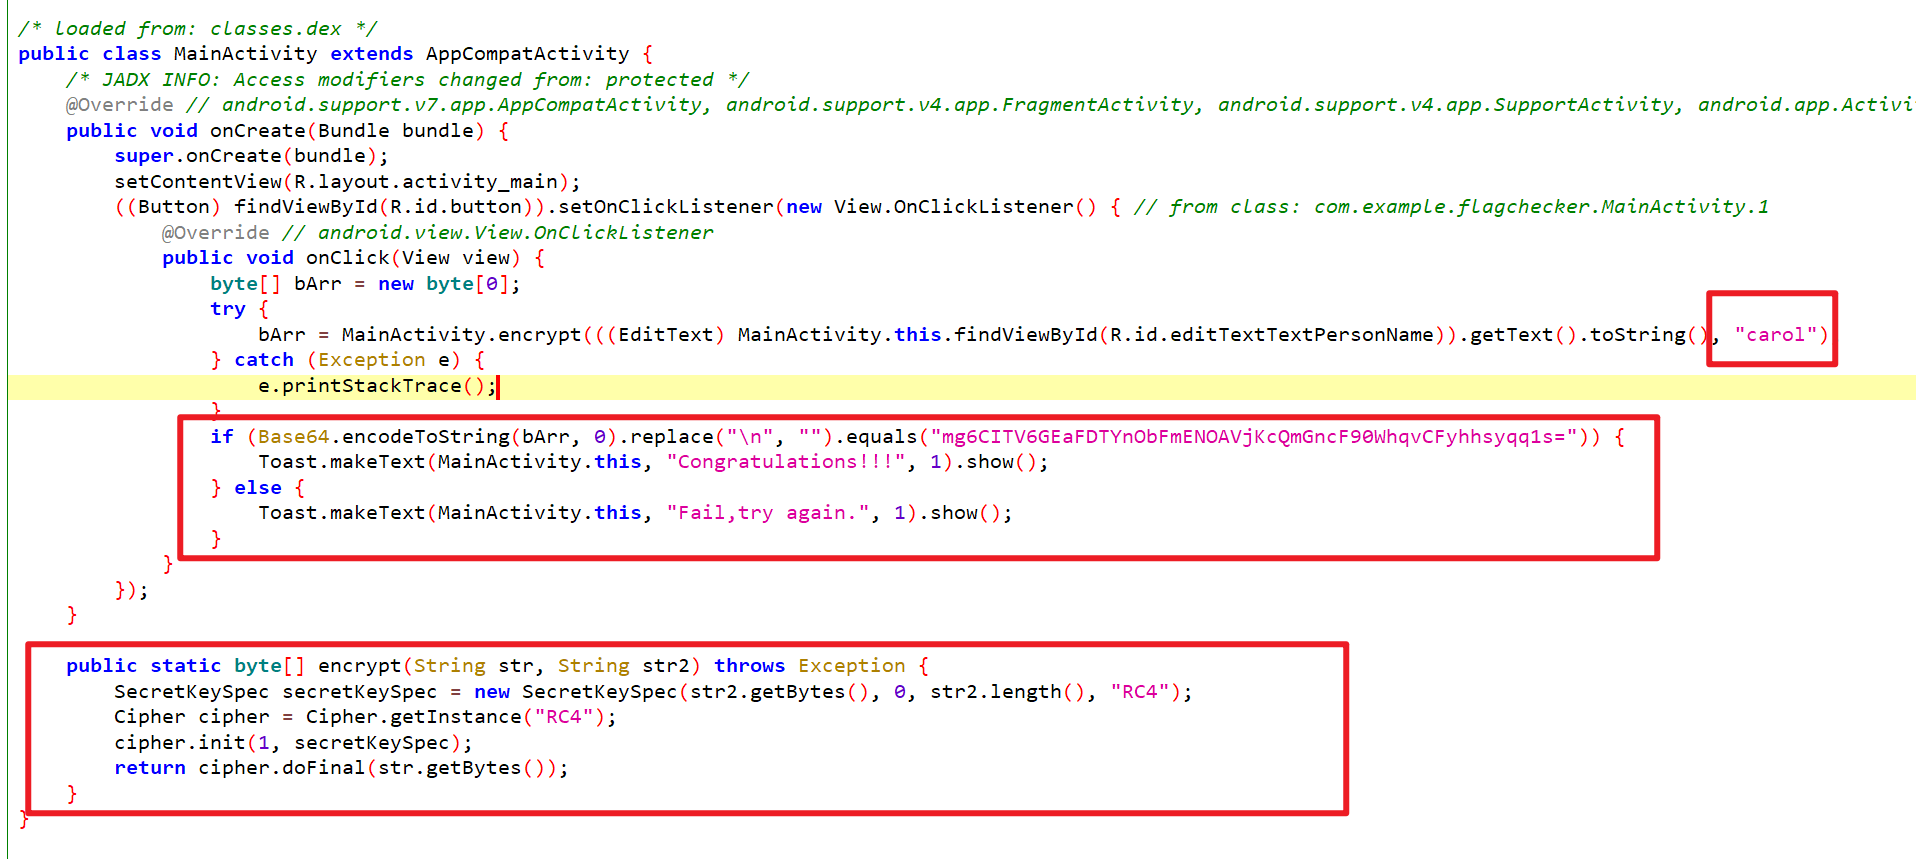 /* loaded from: classes.dex */
public class MainActivity extends AppCompatActivity {
    /* JADX INFO: Access modifiers changed from: protected */
    @Override // android.support.v7.app.AppCompatActivity, android.support.v4.app.FragmentActivity, android.support.v4.app.SupportActivity, android.app.Activi
    public void onCreate(Bundle bundle) {
        super.onCreate(bundle);
        setContentView(R.layout.activity_main);
        ((Button) findViewById(R.id.button)).setOnClickListener(new View.OnClickListener() { // from class: com.example.flagchecker.MainActivity.1
            @Override // android.view.View.OnClickListener
            public void onClick(View view) {
                byte[] bArr = new byte[0];
                try {
                    bArr = MainActivity.encrypt(((EditText) MainActivity.this.findViewById(R.id.editTextTextPersonName)).getText().toString(), "carol")
                } catch (Exception e) {
                    e.printStackTrace();
                }
                if (Base64.encodeToString(bArr, 0).replace("\n", "").equals("mg6CITV6GEaFDTYnObFmENOAVjKcQmGncF90WhqvCFyhhsyqq1s=")) {
                    Toast.makeText(MainActivity.this, "Congratulations!!!", 1).show();
                } else {
                    Toast.makeText(MainActivity.this, "Fail,try again.", 1).show();
                }
            }
        });
    }
    public static byte[] encrypt(String str, String str2) throws Exception {
        SecretKeySpec secretKeySpec = new SecretKeySpec(str2.getBytes(), 0, str2.length(), "RC4");
        Cipher cipher = Cipher.getInstance("RC4");
        cipher.init(1, secretKeySpec);
        return cipher.doFinal(str.getBytes());
    }
}